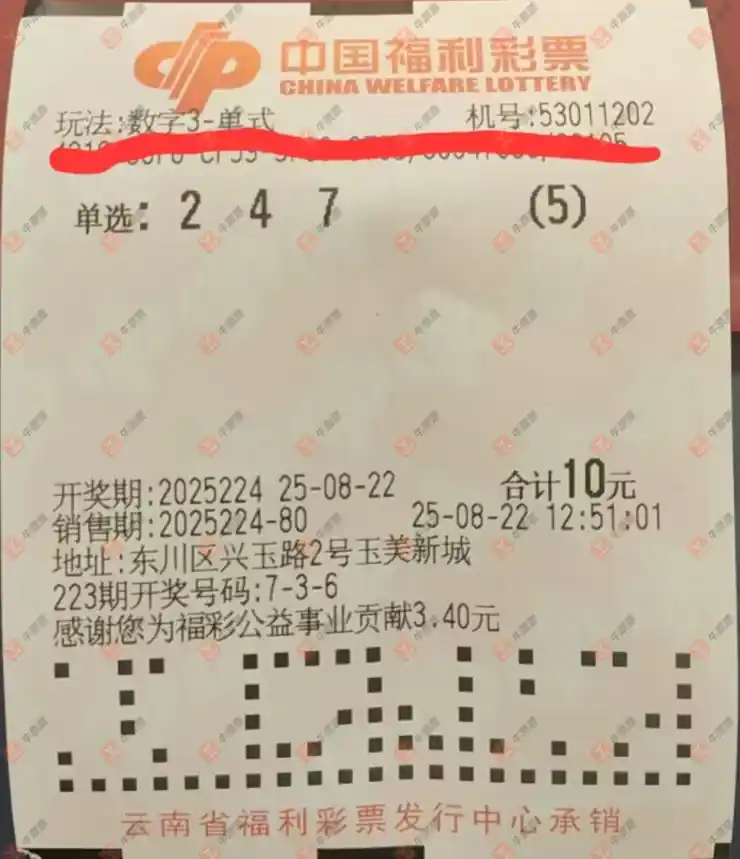 中国福利彩票
CHINA WELFARE LOTTERY
玩法:数字3-单式 机号:53011202
单选: 2 4 7 (5)
开奖期:2025224 25-08-22 合计10元
销售期:2025224-80 25-08-22 12:51:01
地址:东川区兴玉路2号玉美新城
223期开奖号码:7-3-6
感谢您为福彩公益事业贡献3.40元
云南省福利彩票发行中心承销